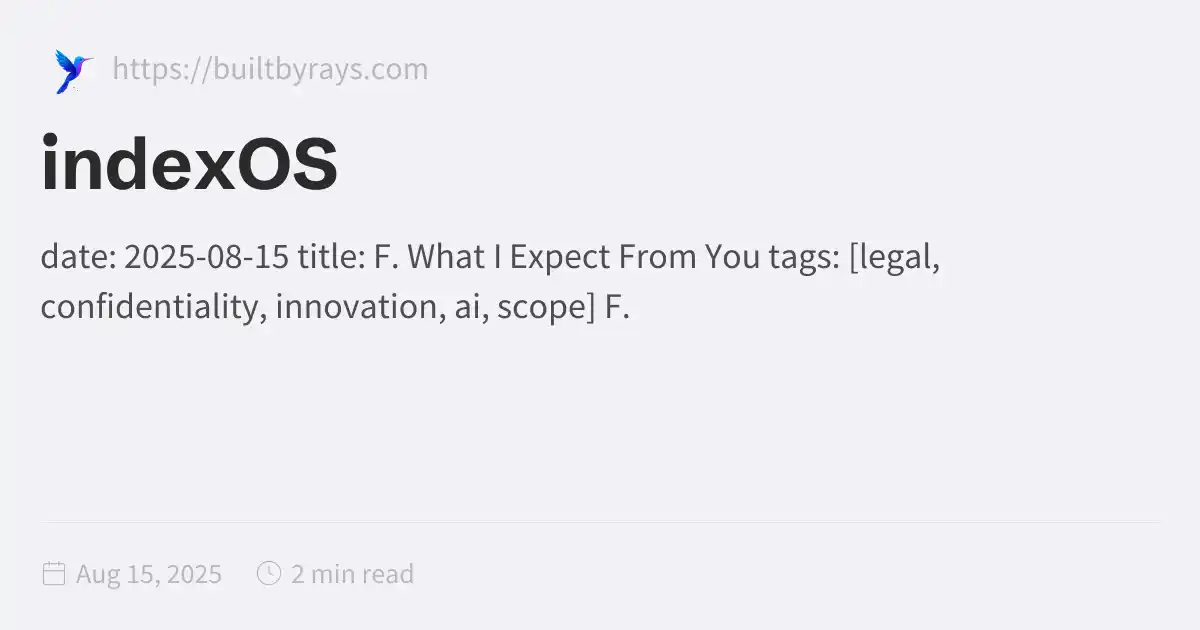 https://builtbyrays.com
indexOS
date: 2025-08-15 title: F. What I Expect From You tags: [legal,
confidentiality, innovation, ai, scope] F.
Aug 15, 2025 2 min read